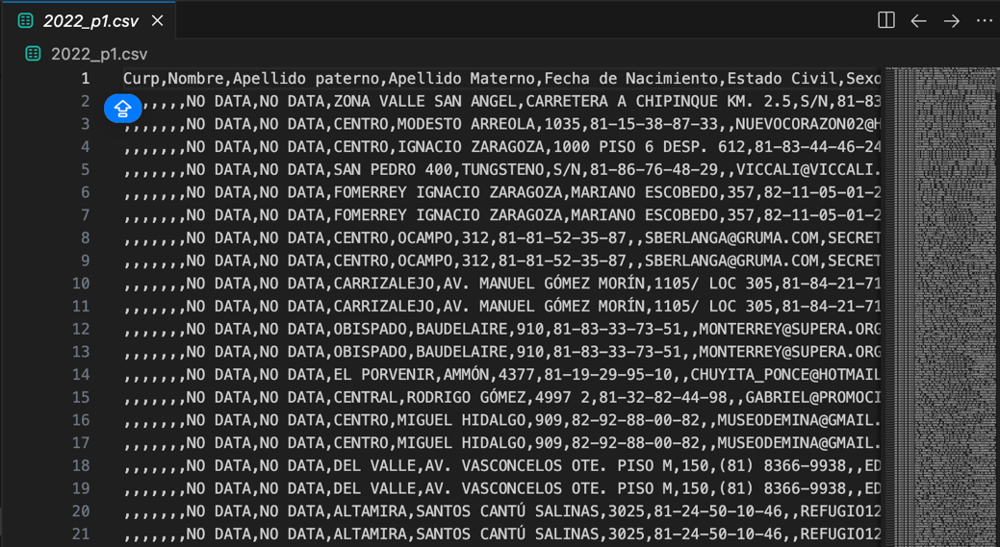 2022_p1.csv
2022_p1.csv
1 Curp,Nombre,Apellido paterno,Apellido Materno,Fecha de Nacimiento,Estado Civil,Sexo
2 ,,,,,,,NO DATA,NO DATA,ZONA VALLE SAN ANGEL,CARRETERA A CHIPINQUE KM. 2.5,S/N,81-83
3 ,,,,,,,NO DATA,NO DATA,CENTRO,MODESTO ARREOLA,1035,81-15-38-87-33,,NUEVOCORAZON02@H
4 ,,,,,,,NO DATA,NO DATA,CENTRO,IGNACIO ZARAGOZA,1000 PISO 6 DESP. 612,81-83-44-46-24
5 ,,,,,,,NO DATA,NO DATA,SAN PEDRO 400,TUNGSTENO,S/N,81-86-76-48-29,,VICCALI@VICCALI.
6 ,,,,,,,NO DATA,NO DATA,FOMERREY IGNACIO ZARAGOZA,MARIANO ESCOBEDO,357,82-11-05-01-2
7 ,,,,,,,NO DATA,NO DATA,FOMERREY IGNACIO ZARAGOZA,MARIANO ESCOBEDO,357,82-11-05-01-2
8 ,,,,,,,NO DATA,NO DATA,CENTRO,OCAMPO,312,81-81-52-35-87,,SBERLANGA@GRUMA.COM,SECRET
9 ,,,,,,,NO DATA,NO DATA,CENTRO,OCAMPO,312,81-81-52-35-87,,SBERLANGA@GRUMA.COM,SECRET
10 ,,,,,,,NO DATA,NO DATA,CARRIZALEJO,AV. MANUEL GÓMEZ MORÍN,1105/ LOC 305,81-84-21-71
11 ,,,,,,,NO DATA,NO DATA,CARRIZALEJO,AV. MANUEL GÓMEZ MORÍN,1105/ LOC 305,81-84-21-71
12 ,,,,,,,NO DATA,NO DATA,OBISPADO,BAUDELAIRE,910,81-83-33-73-51,,MONTERREY@SUPERA.ORG
13 ,,,,,,,NO DATA,NO DATA,OBISPADO,BAUDELAIRE,910,81-83-33-73-51,,MONTERREY@SUPERA.ORG
14 ,,,,,,,NO DATA,NO DATA,EL PORVENIR,AMMÓN,4377,81-19-29-95-10,,CHUYITA_PONCE@HOTMAIL
15 ,,,,,,,NO DATA,NO DATA,CENTRAL,RODRIGO GÓMEZ,4997 2,81-32-82-44-98,,GABRIEL@PROMOCI
16 ,,,,,,,NO DATA,NO DATA,CENTRO,MIGUEL HIDALGO,909,82-92-88-00-82,,MUSEODEMINA@GMAIL.
17 ,,,,,,,NO DATA,NO DATA,CENTRO,MIGUEL HIDALGO,909,82-92-88-00-82,,MUSEODEMINA@GMAIL.
18 ,,,,,,,NO DATA,NO DATA,DEL VALLE,AV. VASCONCELOS OTE. PISO M,150,(81) 8366-9938,,ED
19 ,,,,,,,NO DATA,NO DATA,DEL VALLE,AV. VASCONCELOS OTE. PISO M,150,(81) 8366-9938,,ED
20 ,,,,,,,NO DATA,NO DATA,ALTAMIRA,SANTOS CANTÚ SALINAS,3025,81-24-50-10-46,,REFUGIO12
21 ,,,,,,,NO DATA,NO DATA,ALTAMIRA,SANTOS CANTÚ SALINAS,3025,81-24-50-10-46,,REFUGIO12